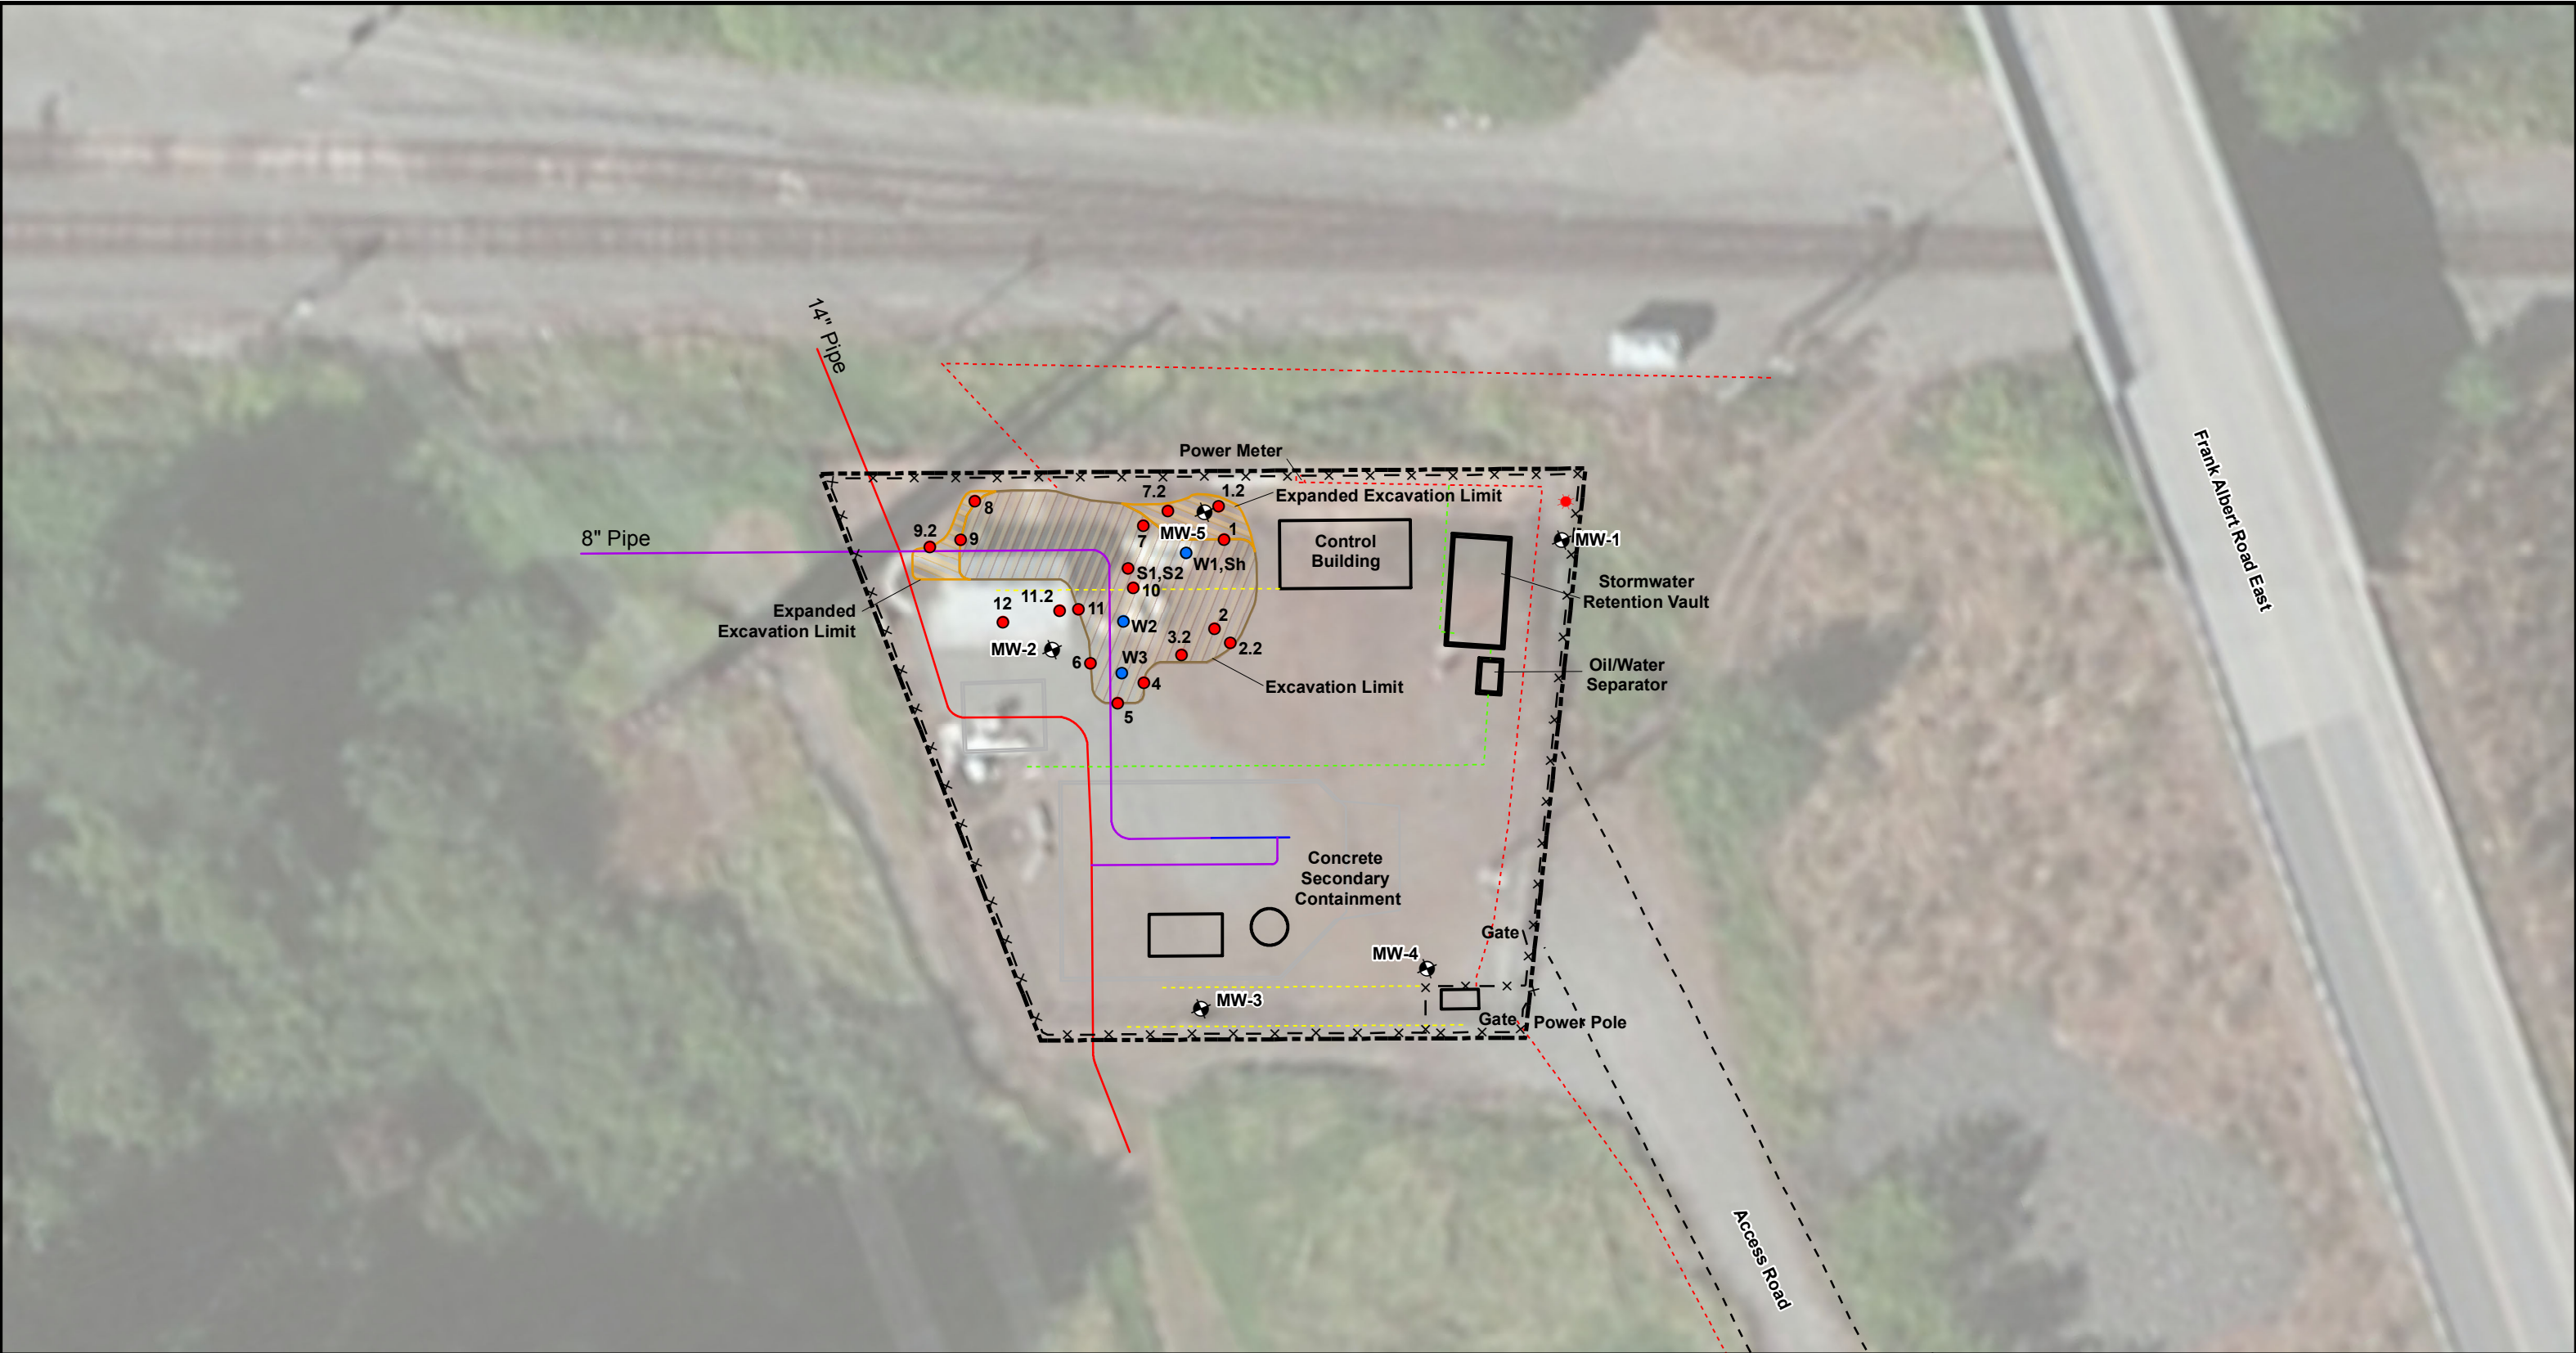 14" Pipe
Frank Albert Road East
Power Meter
7.2
1.2
Expanded Excavation Limit
8
9.2
9
8" Pipe
7
MW-5
1
Control
Building
MW-1
W1,Sh
S1,S2
10
Stormwater
Retention Vault
11.2
12
11
Expanded
Excavation Limit
W2
2
3.2
2.2
MW-2
6
W3
4
Excavation Limit
Oil/Water
Separator
5
Concrete
Secondary
Containment
Gate
MW-4
MW-3
Gate
Power Pole
Access Road